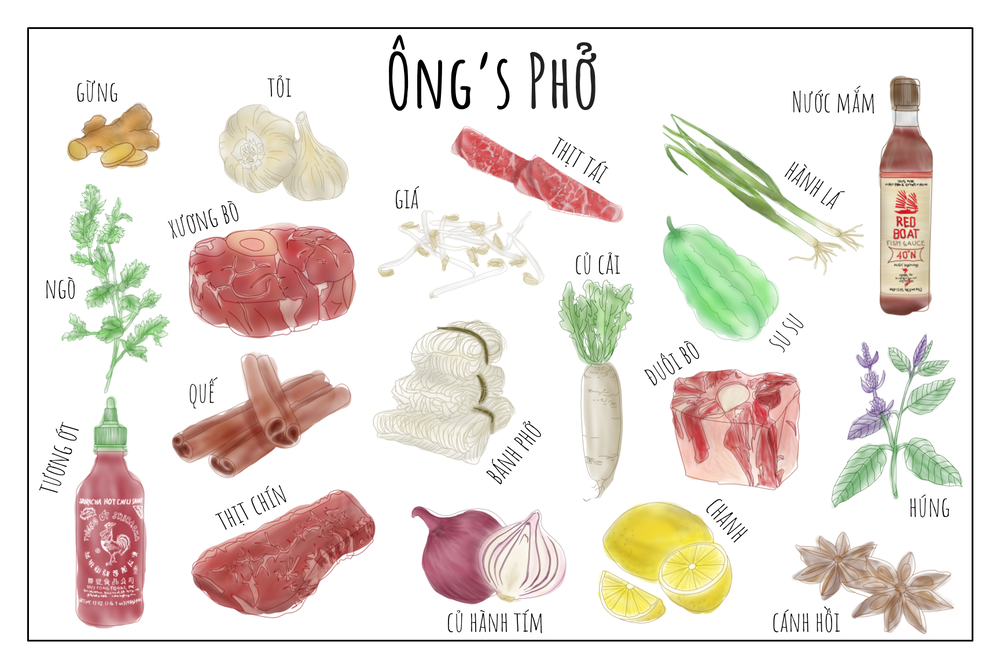 Ông's Phở
GỪNG
TỎI
THỊT TÁI
HÀNH LÁ
NƯỚC MẮM
XƯƠNG BÒ
GIÁ
NGÒ
CỦ CẢI
SU SU
RED
BOAT
FISH SAUCE
40°N
QUẾ
BÁNH PHỞ
ĐUÔI BÒ
HÚNG
TƯƠNG ỚT
SRIRACHA HOT CHILI SAUCE
THỊT CHÍN
CỦ HÀNH TÍM
CHANH
CÁNH HỒI